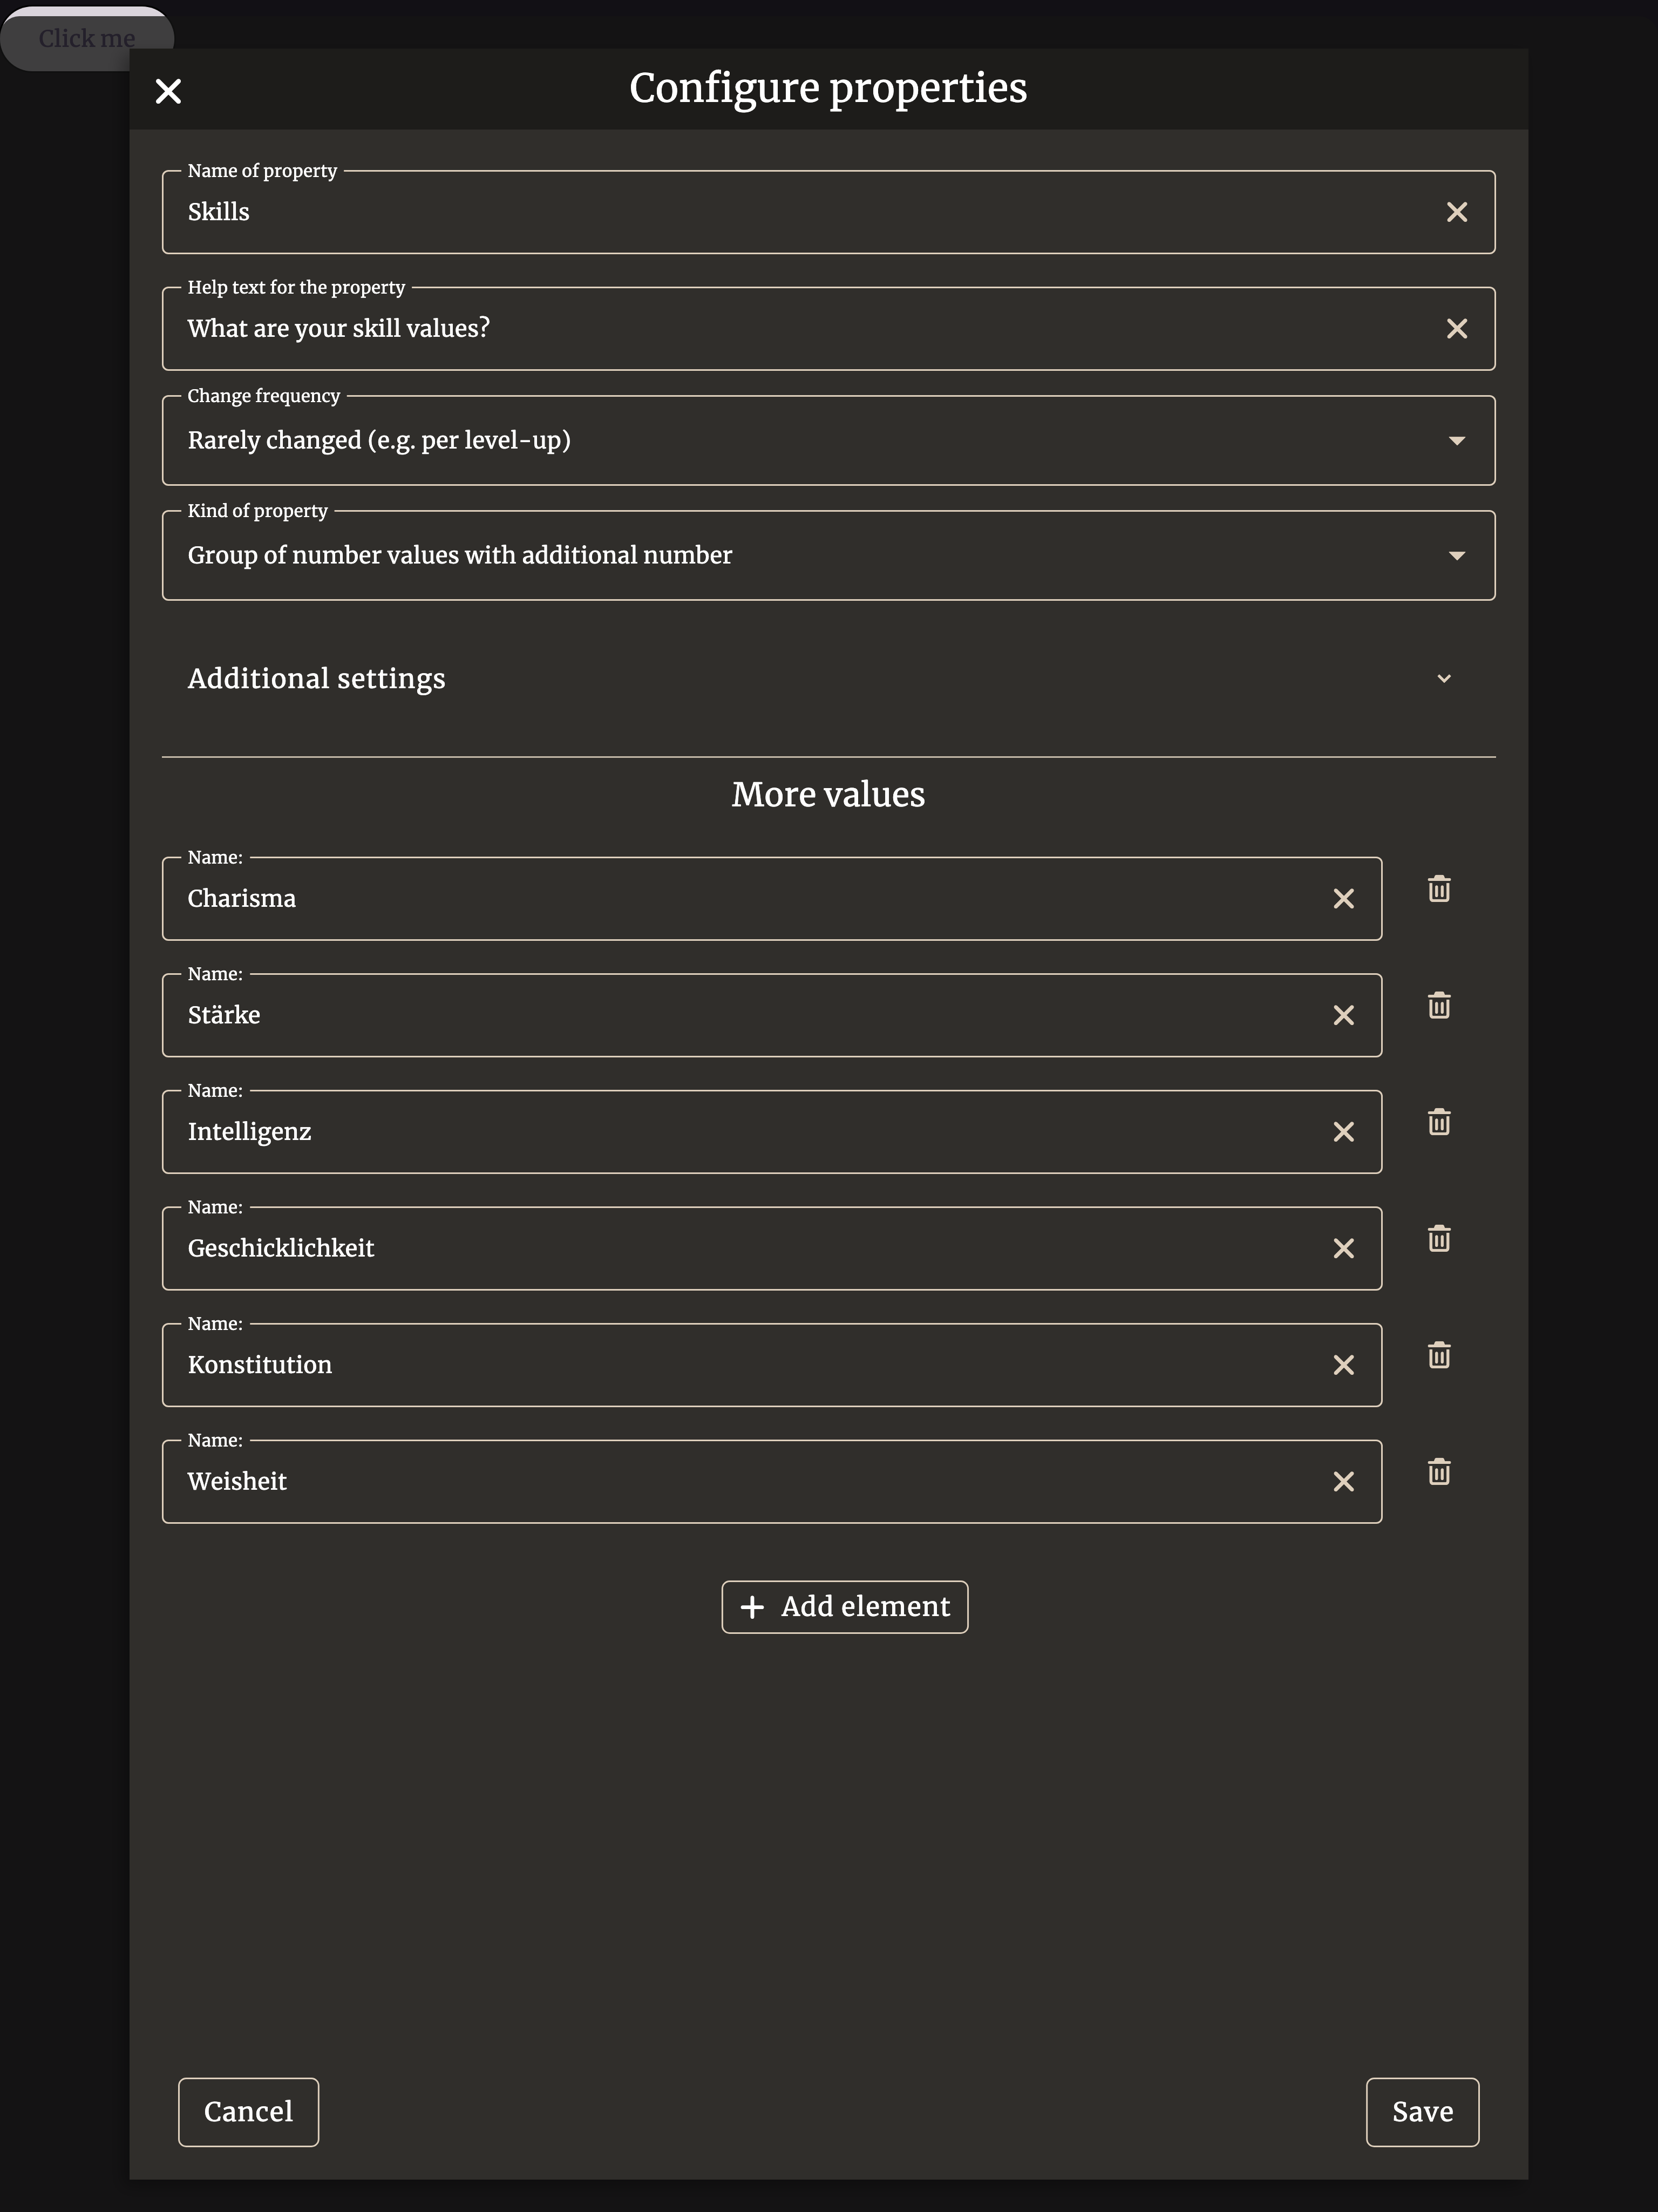 Click me
Configure properties
Name of property
Skills
Help text for the property
What are your skill values?
Change frequency
Rarely changed (e.g. per level-up)
Kind of property
Group of number values with additional number
Additional settings
More values
Name:
Charisma
Name:
Stärke
Name:
Intelligenz
Name:
Geschicklichkeit
Name:
Konstitution
Name:
Weisheit
Add element
Cancel
Save